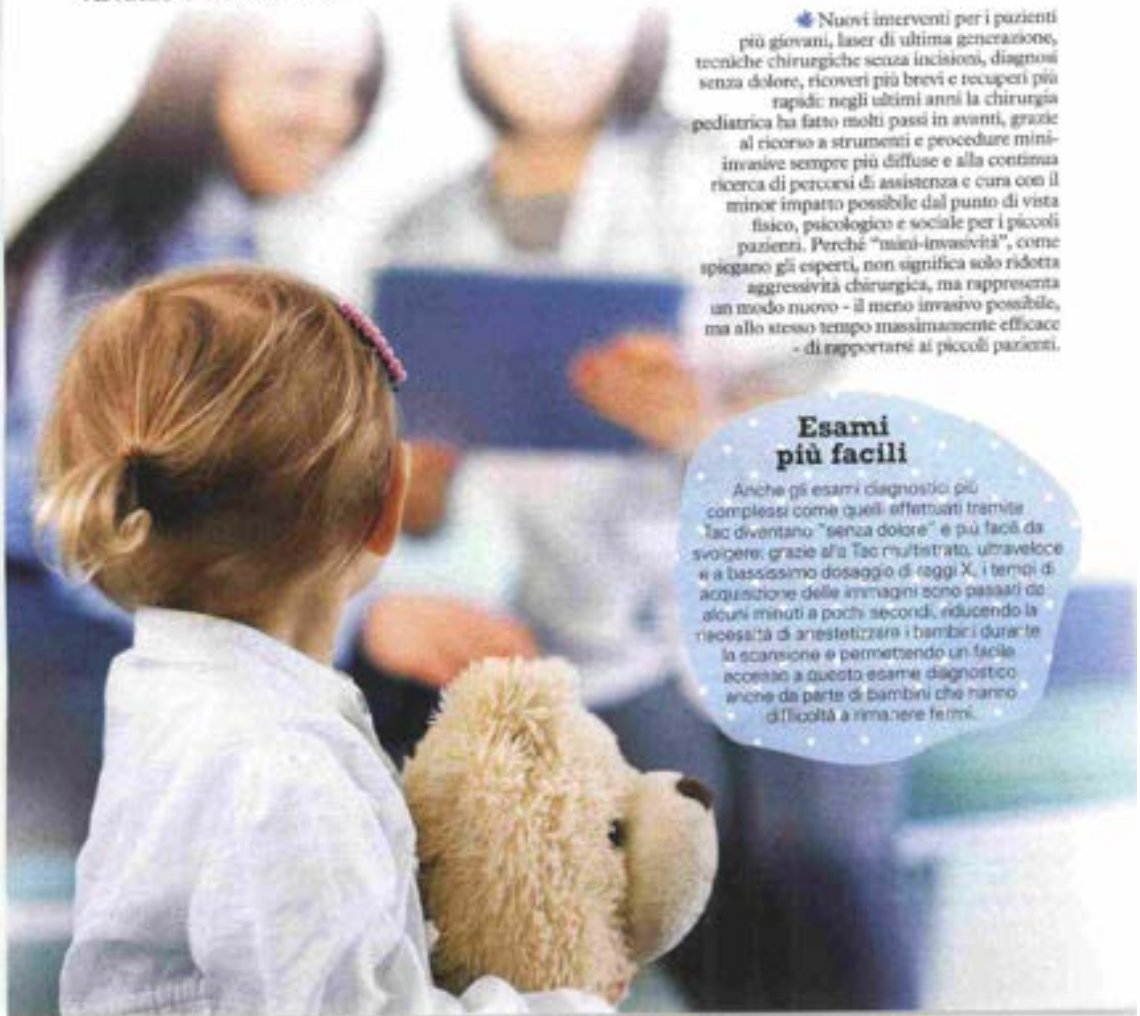 Nuovi interventi per i pazienti
più giovani, laser di ultima generazione,
tecniche chirurgiche senza incisioni, diagnosi
senza dolore, ricoveri più brevi e recuperi più
rapidi: negli ultimi anni la chirurgia
pediatrica ha fatto molti passi in avanti, grazie
al ricorso a strumenti e procedure mini-
invasive sempre più diffuse e alla continua
ricerca di percorsi di assistenza e cura con il
minor impatto possibile dal punto di vista
fisico, psicologico e sociale per i piccoli
pazienti. Perché "mini-invasività", come
spiegano gli esperti, non significa solo ridotta
aggressività chirurgica, ma rappresenta
un modo nuovo - il meno invasivo possibile,
ma allo stesso tempo massimamente efficace
- di rapportarsi ai piccoli pazienti.
Esami
più facili
Anche gli esami diagnostici più
complessi come quelli effettuati tramite
Tac diventano "senza dolore" e più facili da
svolgere: grazie alla Tac multistrato, ultraveloce
e a bassissimo dosaggio di raggi X, i tempi di
acquisizione delle immagini sono passati da
alcuni minuti a pochi secondi, riducendo la
necessità di anestetizzare i bambini durante
la scansione e permettendo un facile
accesso a questo esame diagnostico
anche da parte di bambini che hanno
difficoltà a rimanere fermi.